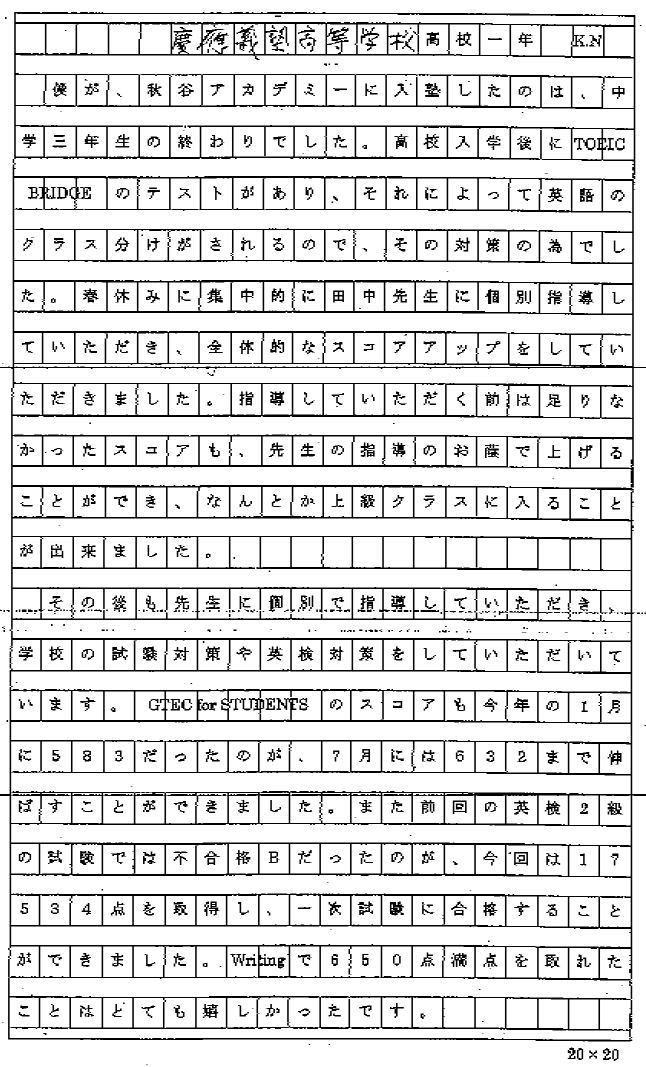 慶應義塾高等学校高校一年 K.N
僕が、秋谷アカデミーに入塾したのは、中
学三年生の終わりでした。高校入学後にTOEIC
BRIDGEのテストがあり、それによって英語の
クラス分けがされるので、その対策の為でし
た。春休みに集中的に田中先生に個別指導し
ていただき、全体的なスコアアップをしてい
ただきました。指導していただく前は足りな
かったスコアも、先生の指導のお蔭で上げる
ことができ、なんとか上級クラスに入ること
が出来ました。
その後も先生に個別で指導していただき、
学校の試験対策や英検対策をしていただいて
います。GTEC for STUDENTSのスコアも今年の1月
に583だったのが、7月には632まで伸
ばすことができました。また前回の英検2級
の試験では不合格Bだったのが、今回は17
534点を取得し、一次試験に合格すること
ができました。Writingで650点満点を取れた
ことはとても嬉しかったです。
20×20